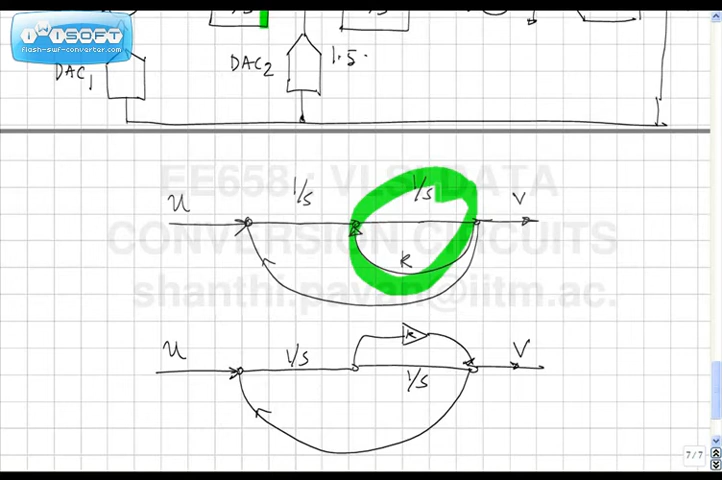 iWiSOFT
flash-swf-converter.com
DAC1
DAC2
1.5
EE658 : VLSI DATA
CONVERSION CIRCUITS
shanthi.pavan@iitm.ac.
U
1/S
1/S
V
k
U
1/S
k
1/S
V
7/7